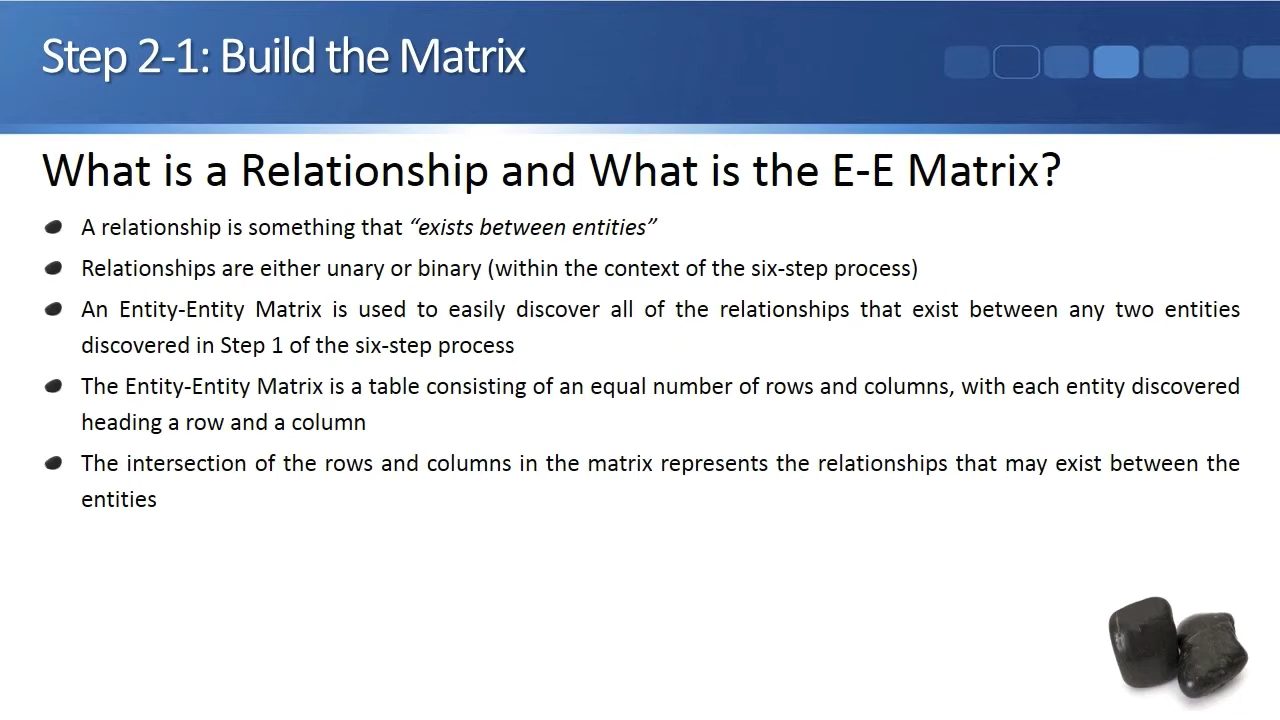 Step 2-1: Build the Matrix
What is a Relationship and What is the E-E Matrix?
A relationship is something that “exists between entities”
Relationships are either unary or binary (within the context of the six-step process)
An Entity-Entity Matrix is used to easily discover all of the relationships that exist between any two entities
discovered in Step 1 of the six-step process
The Entity-Entity Matrix is a table consisting of an equal number of rows and columns, with each entity discovered
heading a row and a column
The intersection of the rows and columns in the matrix represents the relationships that may exist between the
entities